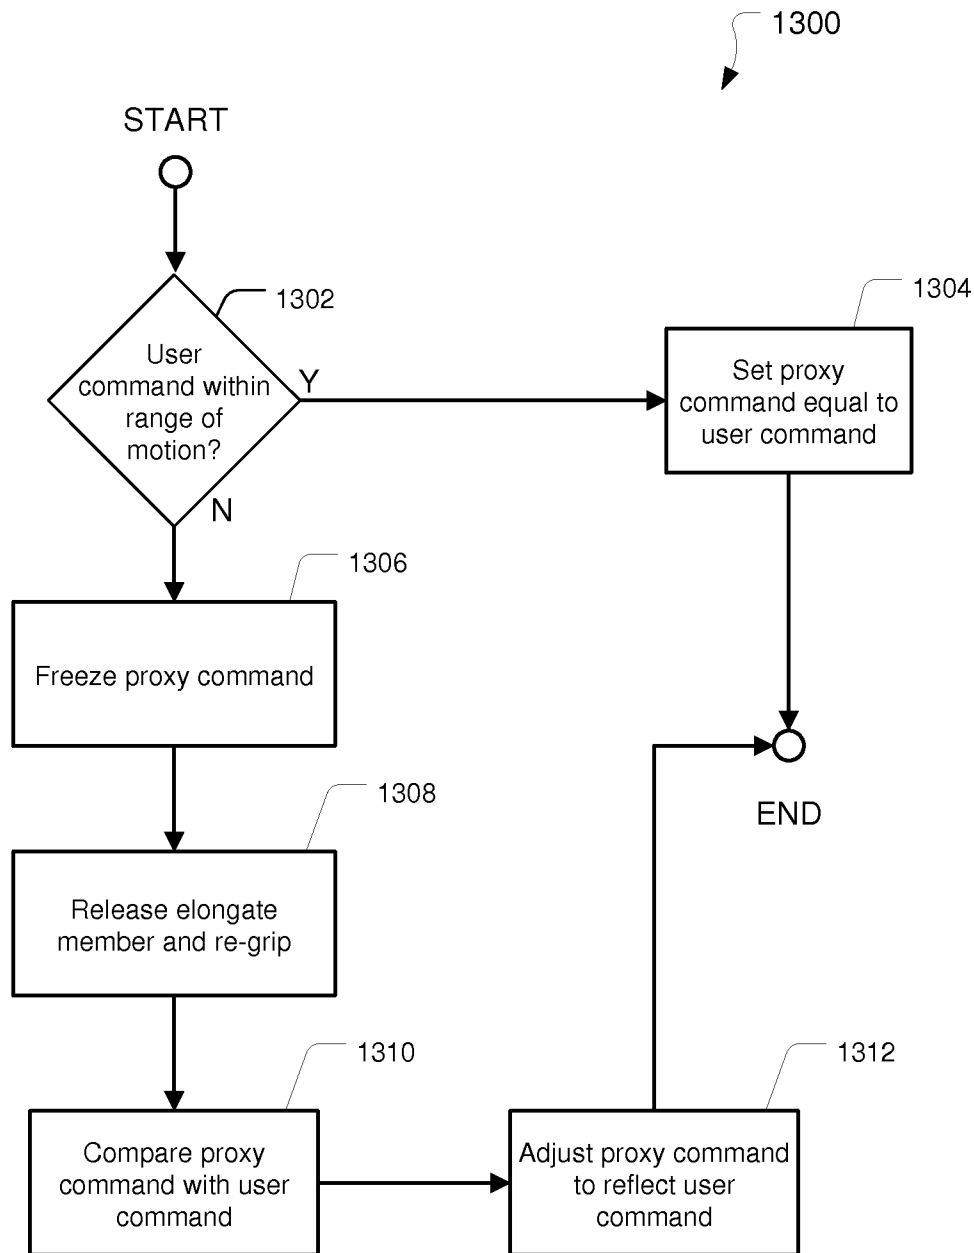 1300
START
1302
User
command within
range of
motion?
Y
N
1304
Set proxy
command equal to
user command
1306
Freeze proxy command
1308
Release elongate
member and re-grip
END
1310
Compare proxy
command with user
command
1312
Adjust proxy command
to reflect user
command